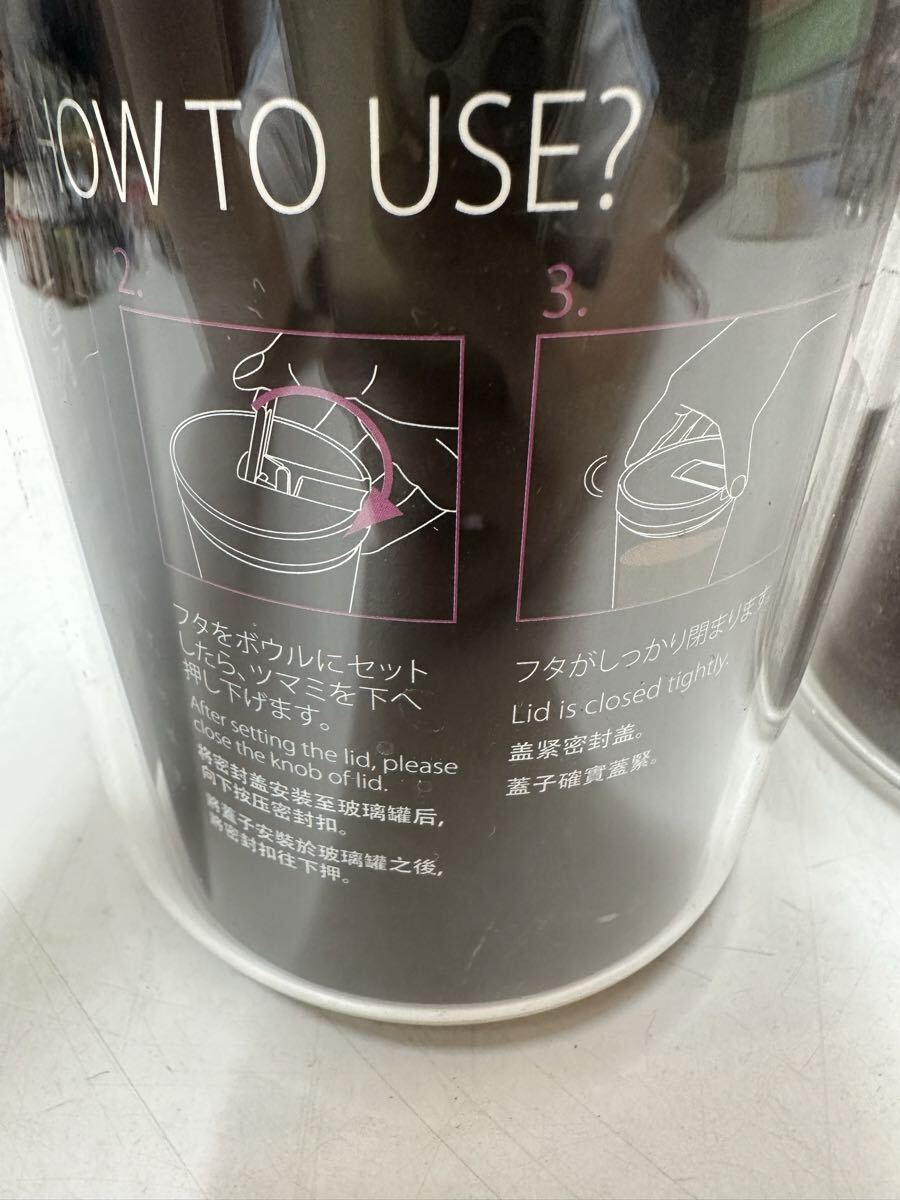 HOW TO USE?
2.
フタをボウルにセット
したら、ツマミを下へ
押し下げます。
After setting the lid, please
close the knob of lid.
将密封盖安装至玻璃罐后，
向下按压密封扣。
將蓋子安裝於玻璃罐之後，
將密封扣往下押。
3.
フタがしっかり閉まります
Lid is closed tightly.
盖紧密封盖。
蓋子確實蓋緊。